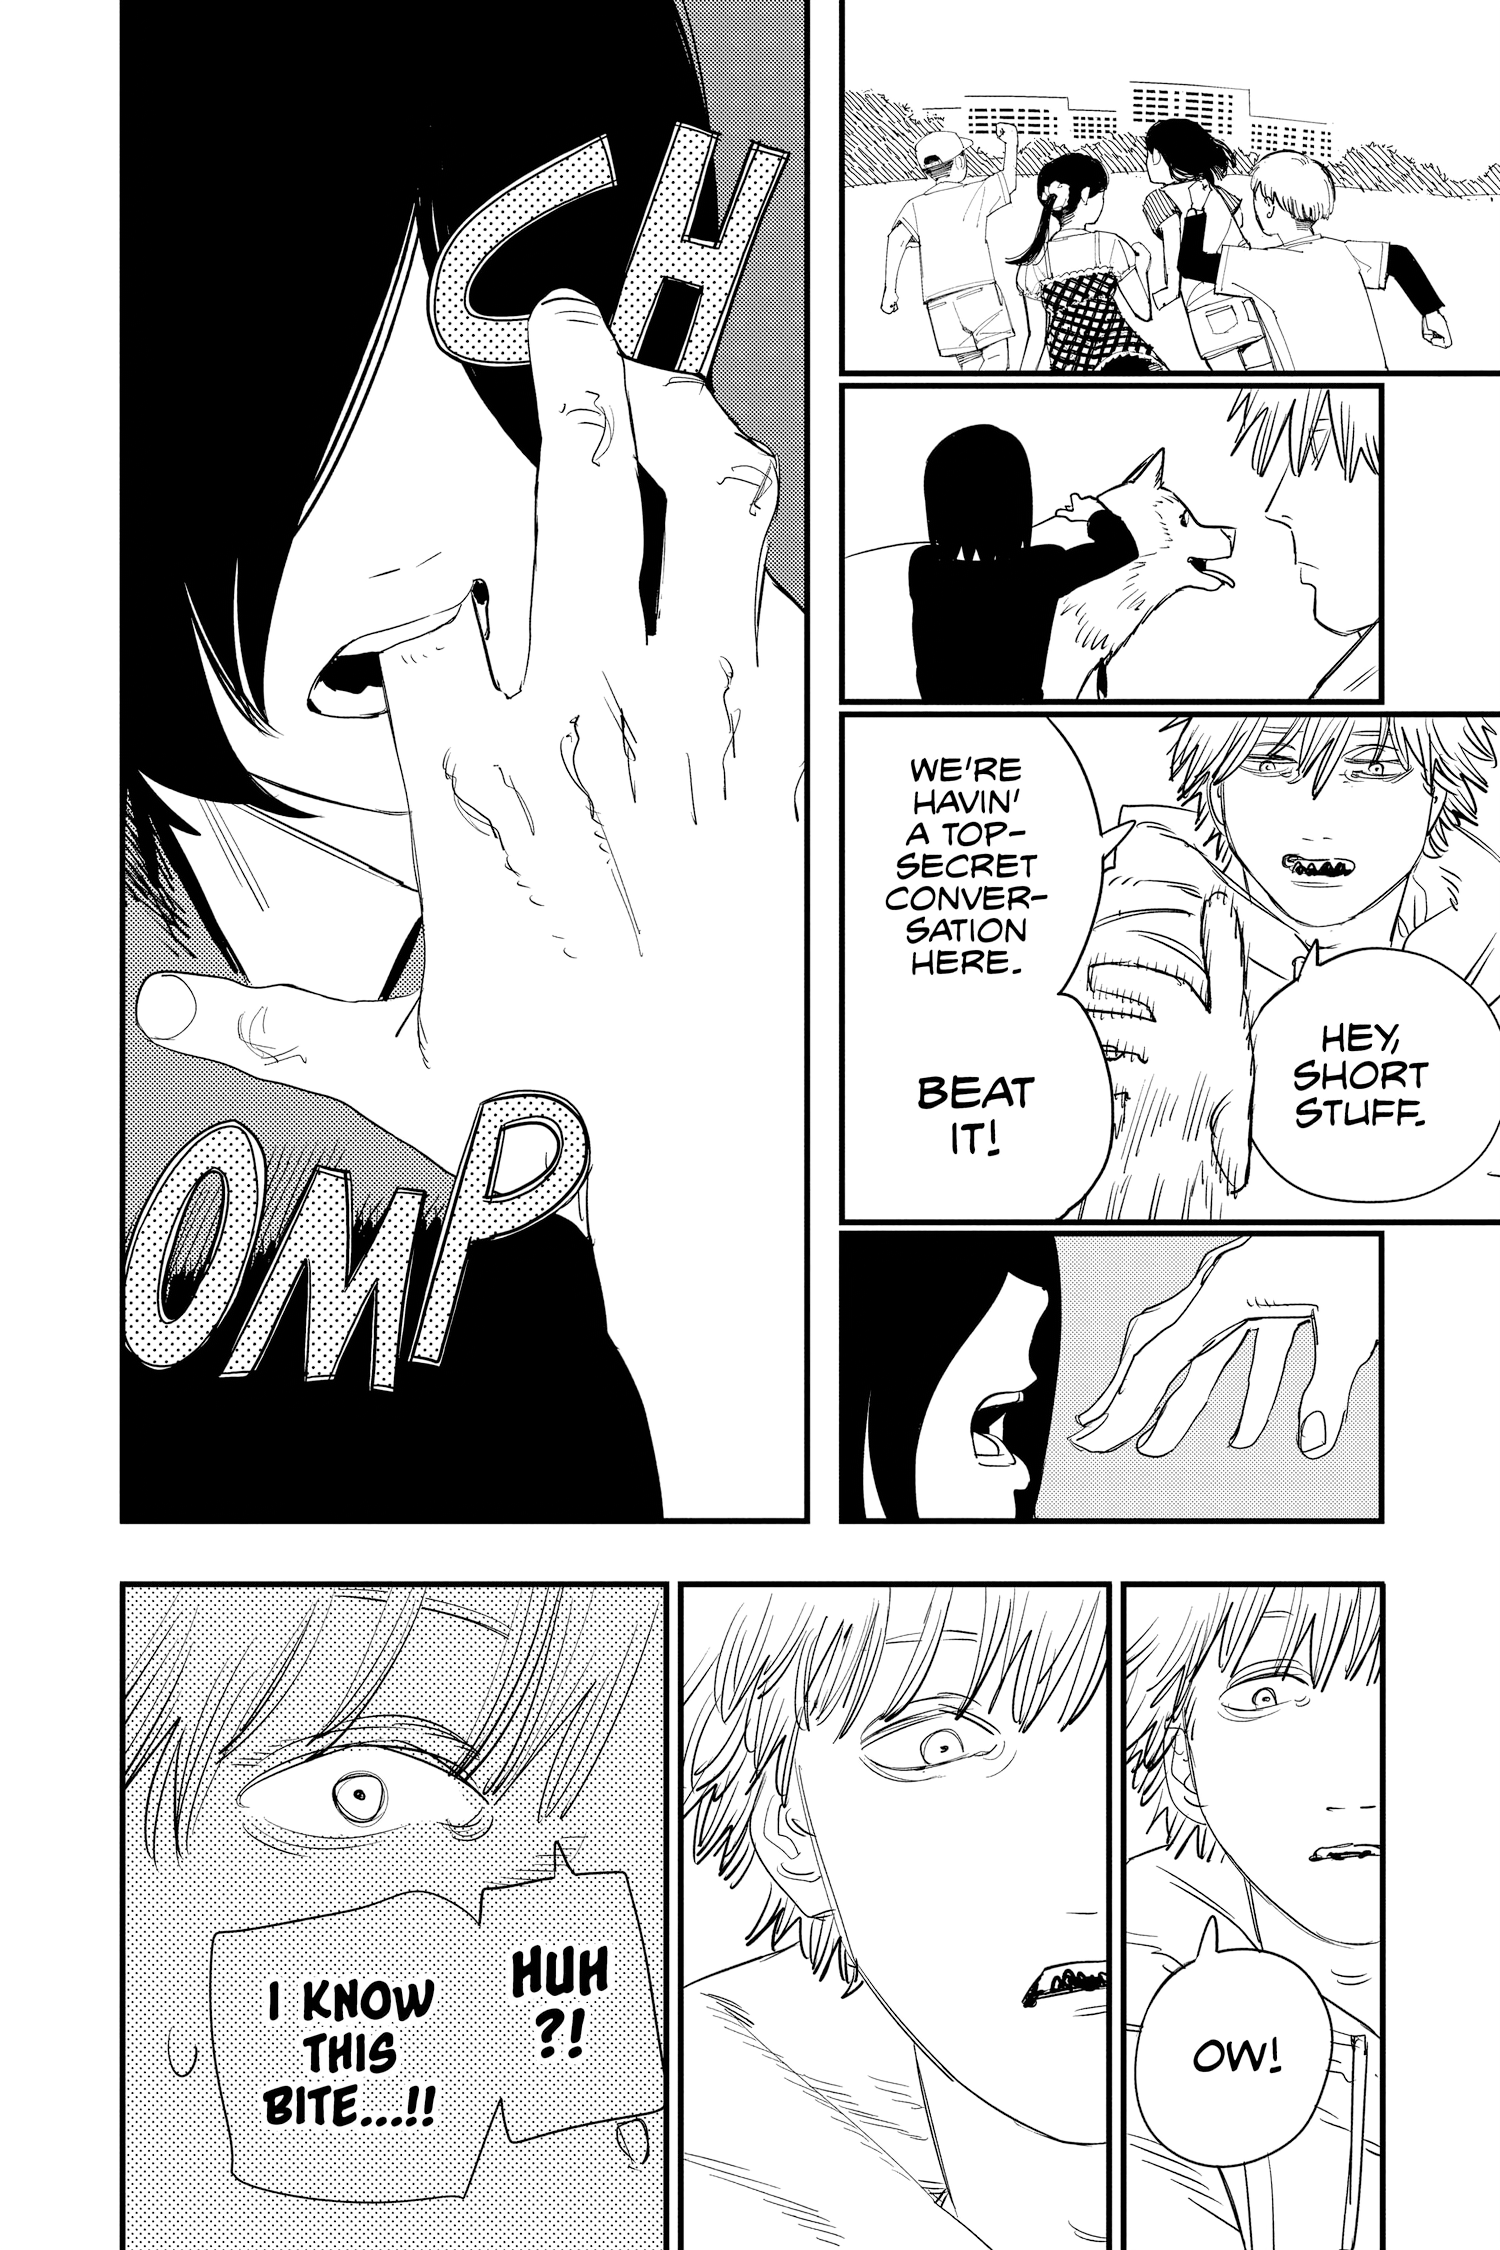 HEY,
SHORT
STUFF.
WE'RE
HAVIN'
A TOP-
SECRET
CONVER-
SATION
HERE.
BEAT
IT!
CH
OMP
OW!
HUH
?!
I KNOW
THIS
BITE...!!